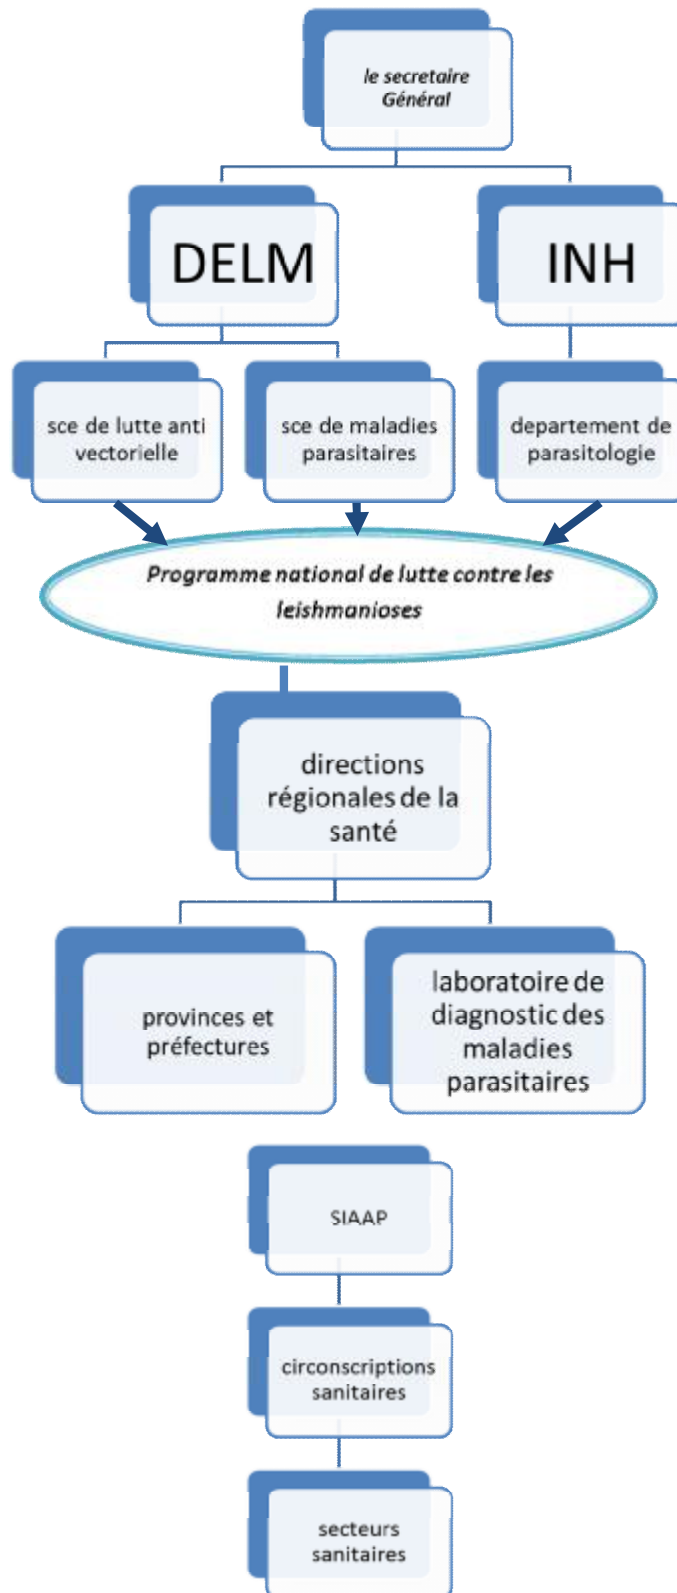 le secretaire
Général
DELM
INH
sce de lutte anti
vectorielle
sce de maladies
parasitaires
departement de
parasitologie
Programme national de lutte contre les
leishmanioses
directions
régionales de la
santé
provinces et
préfectures
laboratoire de
diagnostic des
maladies
parasitaires
SIAAP
circonscriptions
sanitaires
secteurs
sanitaires